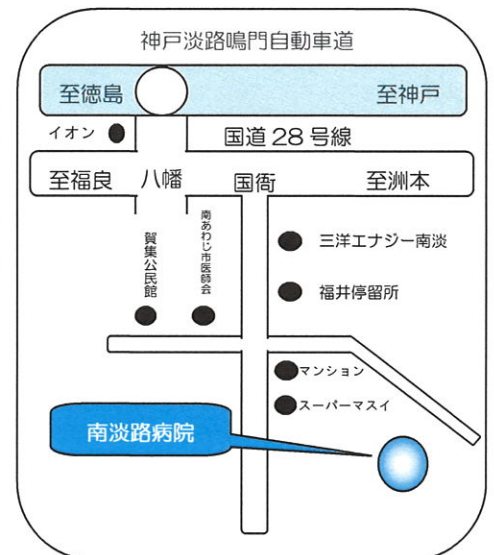 神戸淡路鳴門自動車道
至徳島
至神戸
イオン
国道28号線
至福良
八幡
国衙
至洲本
賀集公民館
南あわじ市医師会
三洋エナジー南淡
福井停留所
マンション
スーパーマスイ
南淡路病院